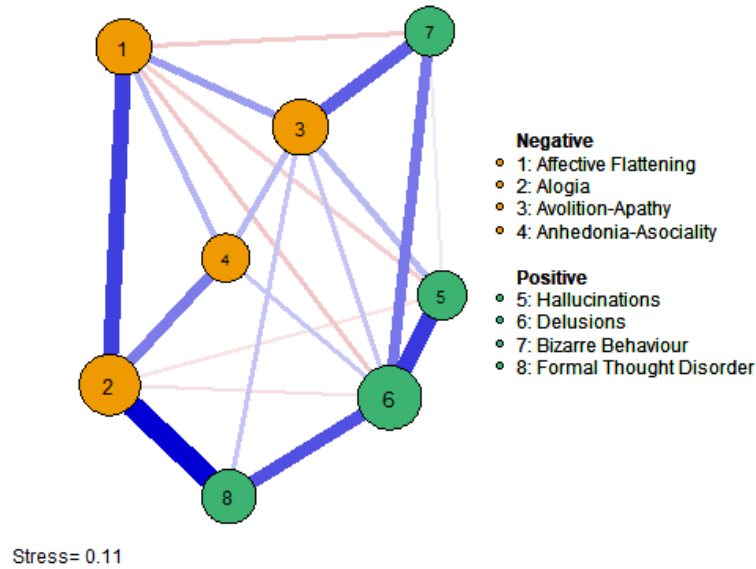 1
7
3
4
5
2
6
8
Negative
1: Affective Flattening
2: Alogia
3: Avolition-Apathy
4: Anhedonia-Asociality
Positive
5: Hallucinations
6: Delusions
7: Bizarre Behaviour
8: Formal Thought Disorder
Stress= 0.11